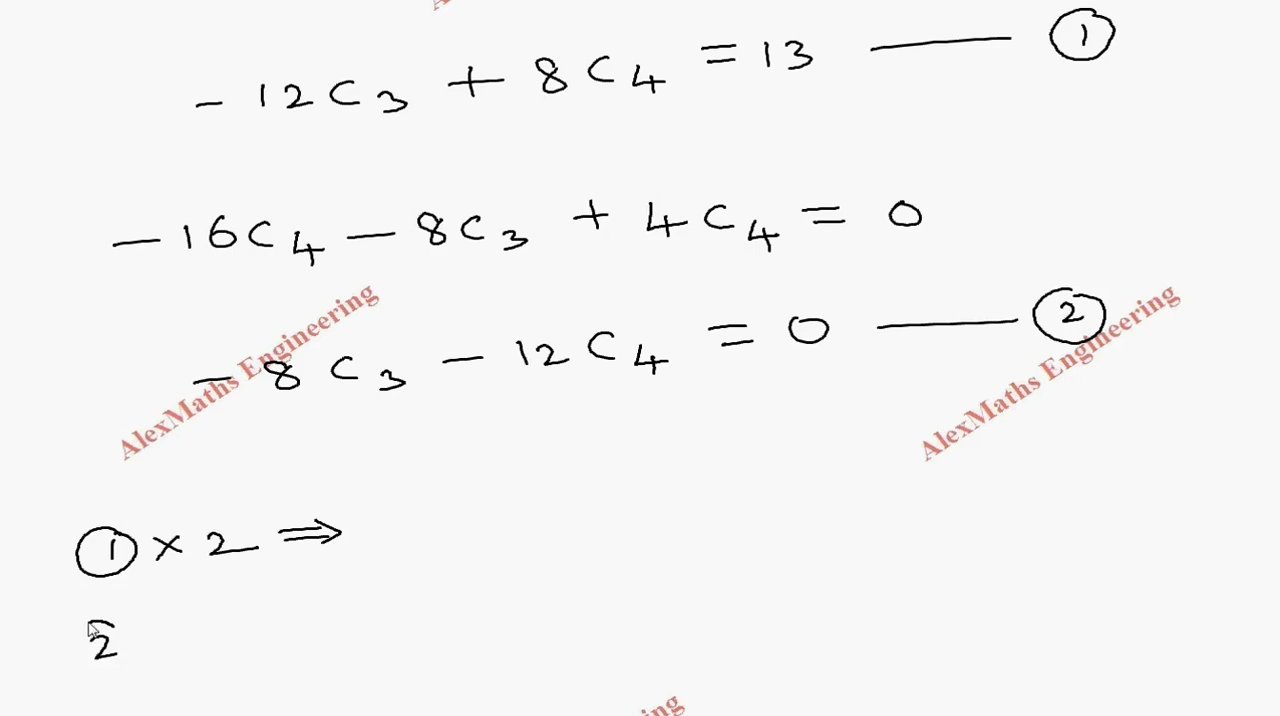 - 12C₃ + 8C₄ = 13 —— ①
- 16C₄ - 8C₃ + 4C₄ = 0
AlexMaths Engineering
- 8C₃ - 12C₄ = 0 —— ②
AlexMaths Engineering
① × 2 ⇒
2